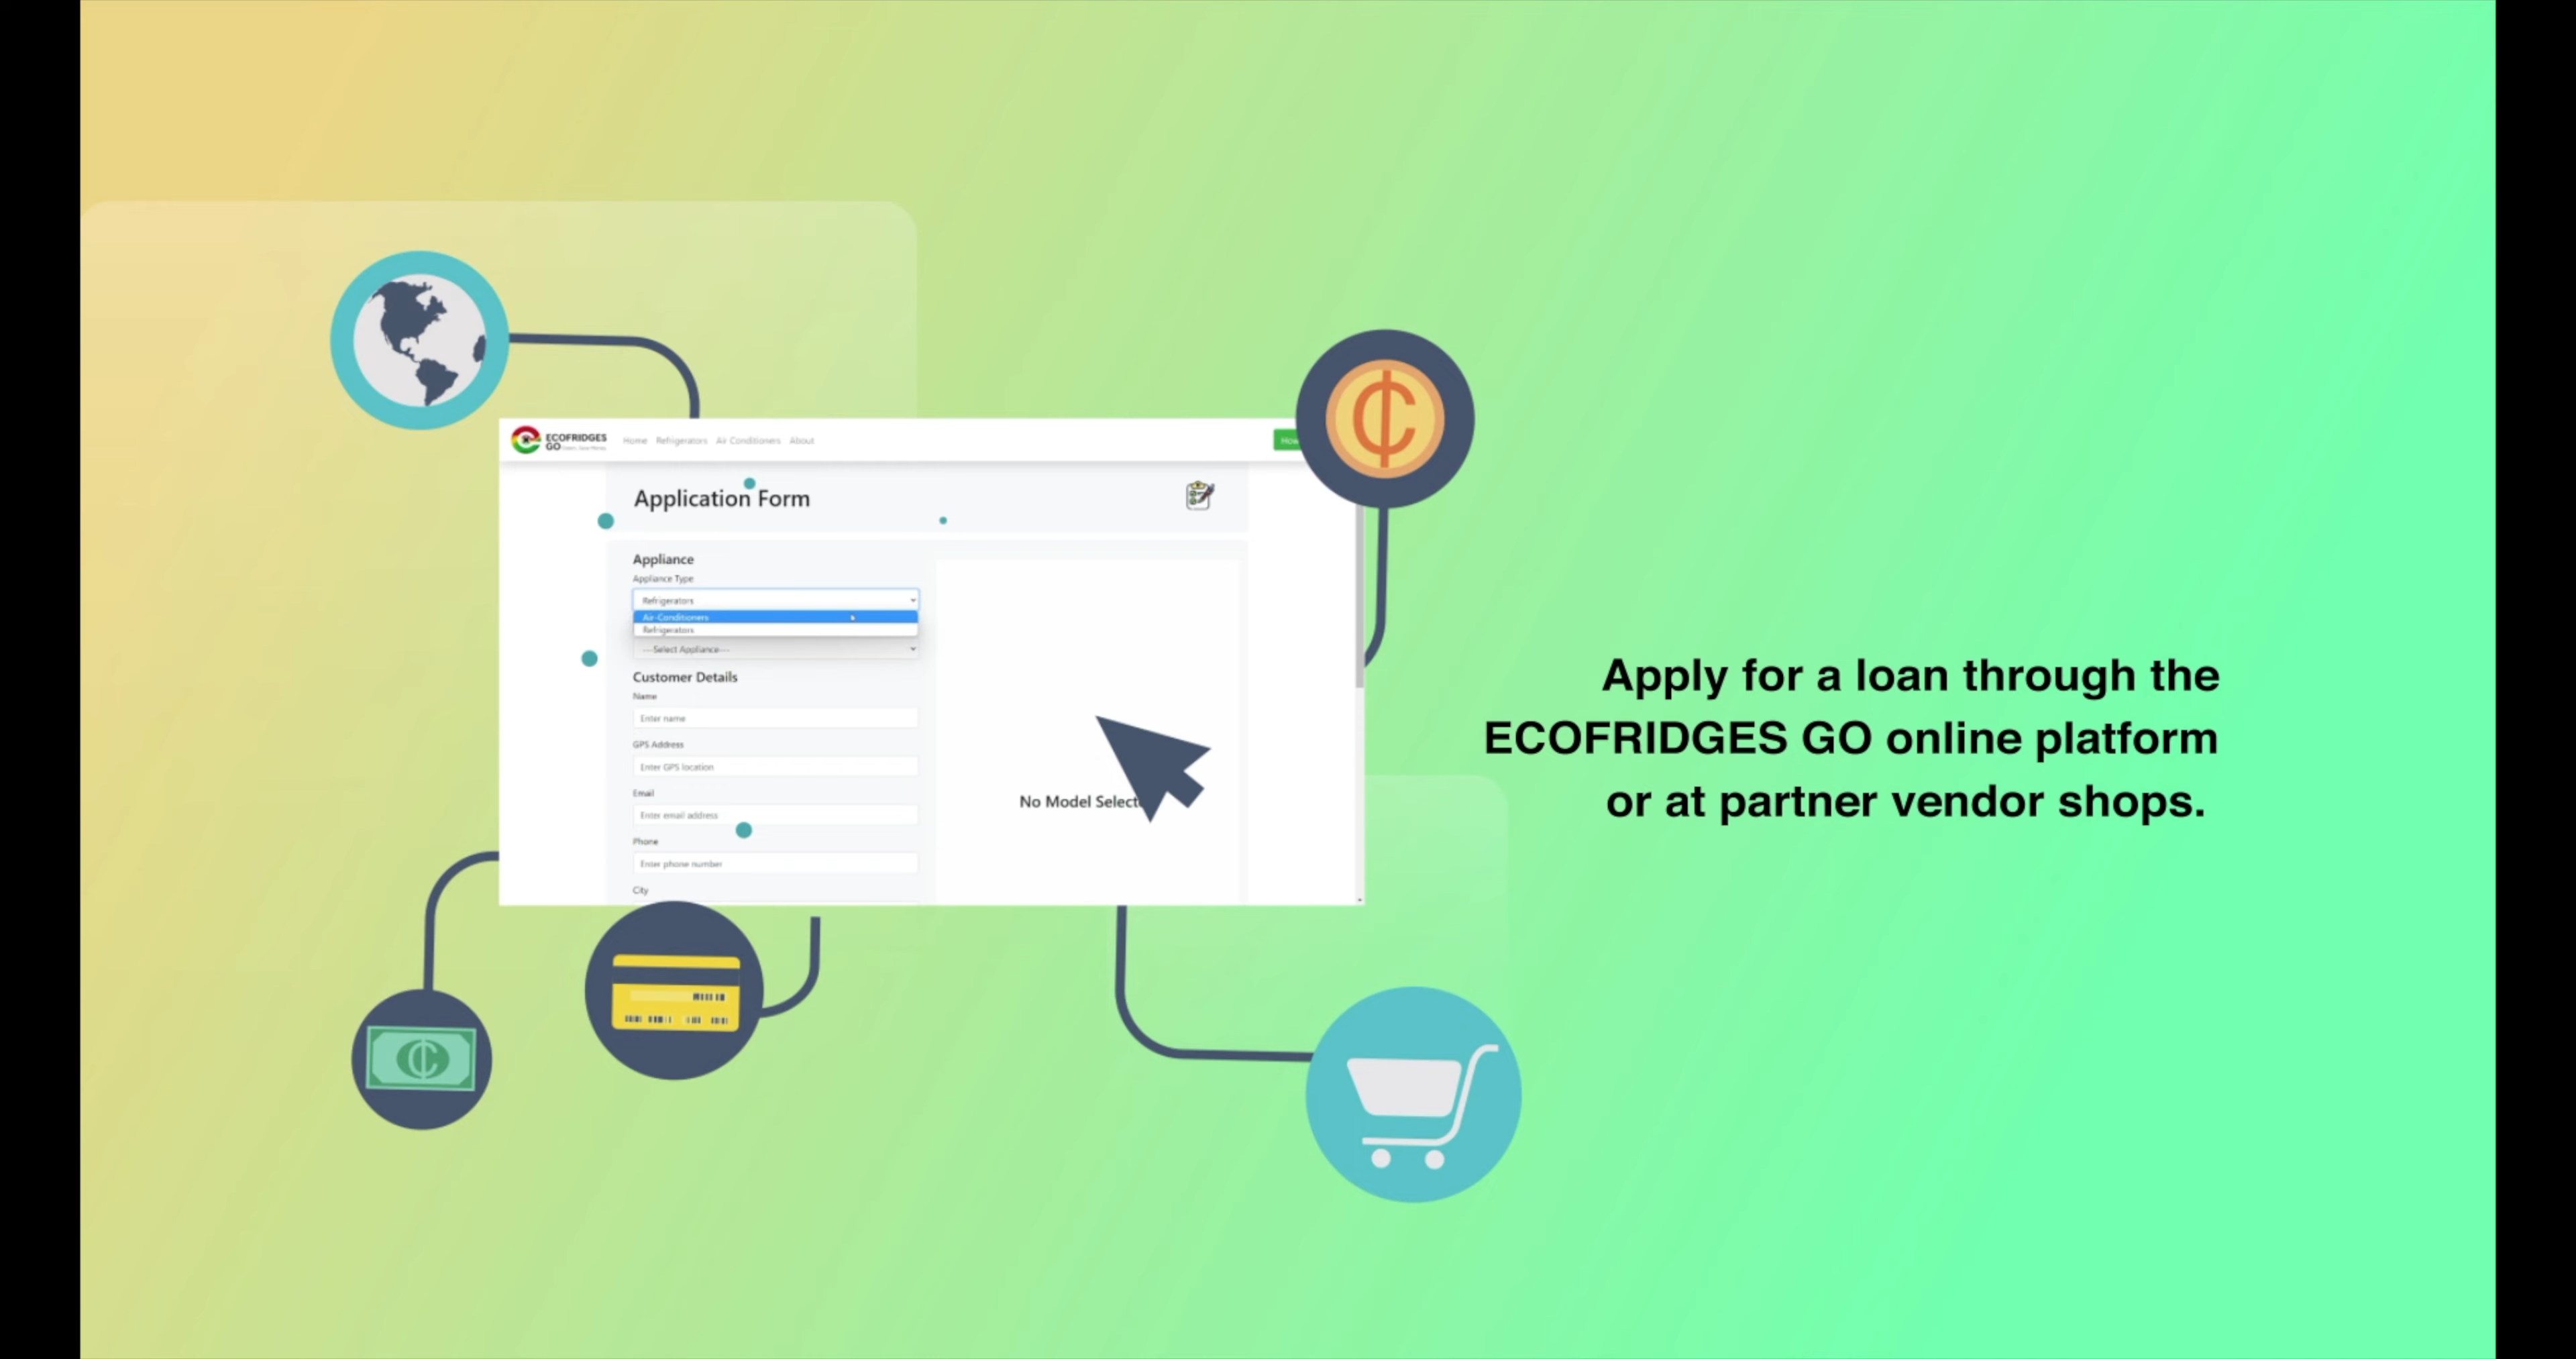 ECOFRIDGES
GO
Home Refrigerators Air Conditioners About
How
Application Form
Appliance
Appliance Type
Refrigerators
Air-Conditioners
Refrigerators
---Select Appliance---
Customer Details
Name
Enter name
GPS Address
Enter GPS location
Email
Enter email address
Phone
Enter phone number
City
No Model Select
Apply for a loan through the
ECOFRIDGES GO online platform
or at partner vendor shops.